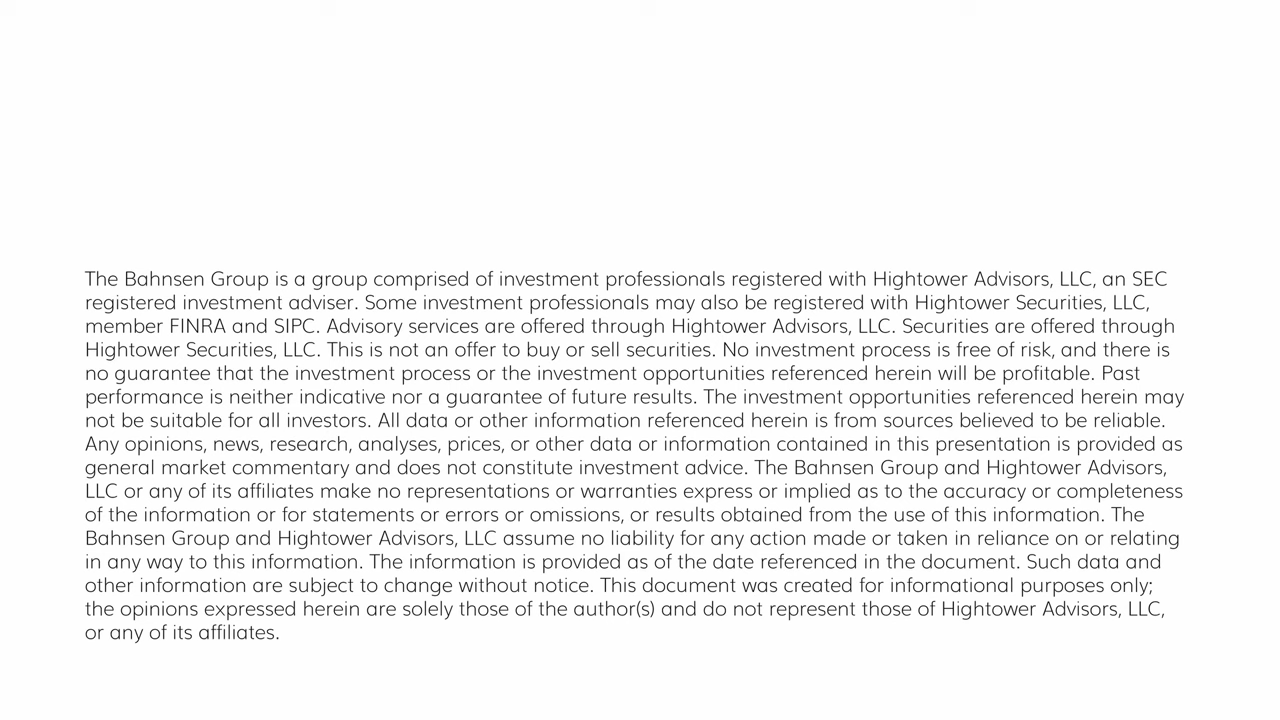 The Bahnsen Group is a group comprised of investment professionals registered with Hightower Advisors, LLC, an SEC
registered investment adviser. Some investment professionals may also be registered with Hightower Securities, LLC,
member FINRA and SIPC. Advisory services are offered through Hightower Advisors, LLC. Securities are offered through
Hightower Securities, LLC. This is not an offer to buy or sell securities. No investment process is free of risk, and there is
no guarantee that the investment process or the investment opportunities referenced herein will be profitable. Past
performance is neither indicative nor a guarantee of future results. The investment opportunities referenced herein may
not be suitable for all investors. All data or other information referenced herein is from sources believed to be reliable.
Any opinions, news, research, analyses, prices, or other data or information contained in this presentation is provided as
general market commentary and does not constitute investment advice. The Bahnsen Group and Hightower Advisors,
LLC or any of its affiliates make no representations or warranties express or implied as to the accuracy or completeness
of the information or for statements or errors or omissions, or results obtained from the use of this information. The
Bahnsen Group and Hightower Advisors, LLC assume no liability for any action made or taken in reliance on or relating
in any way to this information. The information is provided as of the date referenced in the document. Such data and
other information are subject to change without notice. This document was created for informational purposes only;
the opinions expressed herein are solely those of the author(s) and do not represent those of Hightower Advisors, LLC,
or any of its affiliates.